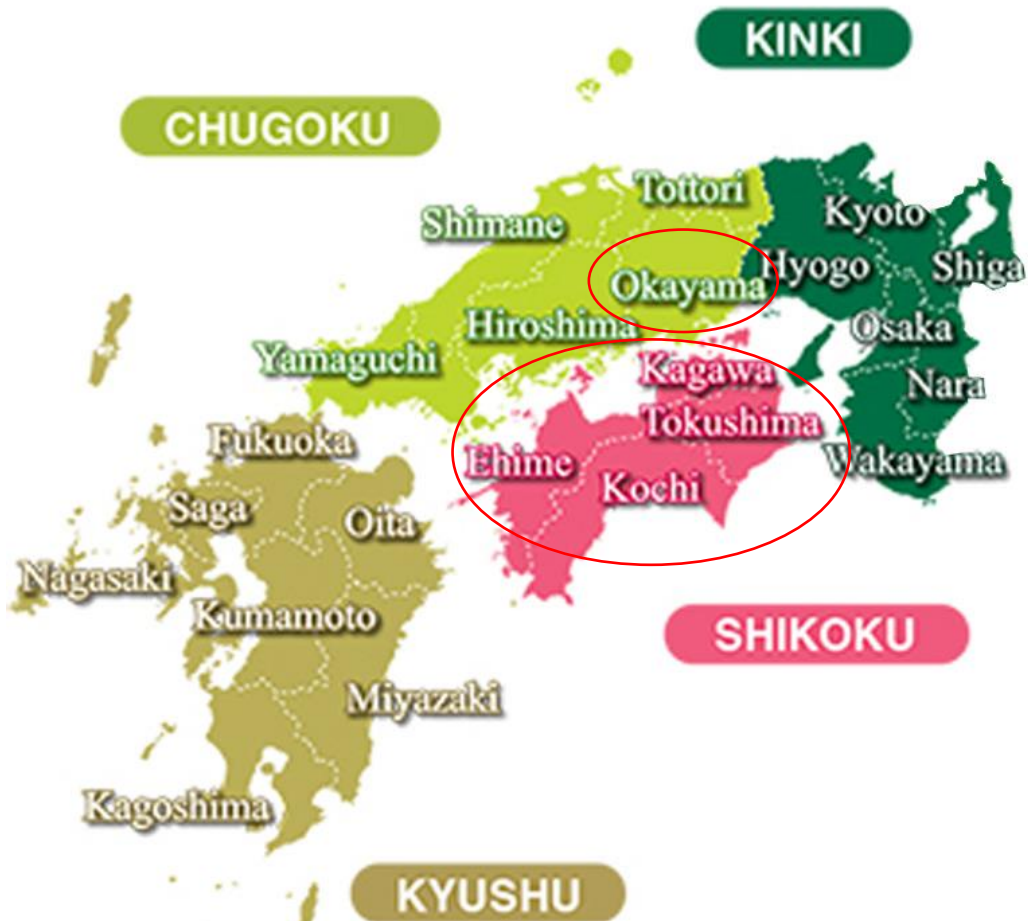 KINKI
CHUGOKU
Tottori
Kyoto
Shimane
Hyogo
Shiga
Okayama
Hiroshima
Osaka
Yamaguchi
Kagawa
Nara
Tokushima
Fukuoka
Ehime
Wakayama
Kochi
Saga
Oita
Nagasaki
Kumamoto
SHIKOKU
Miyazaki
Kagoshima
KYUSHU